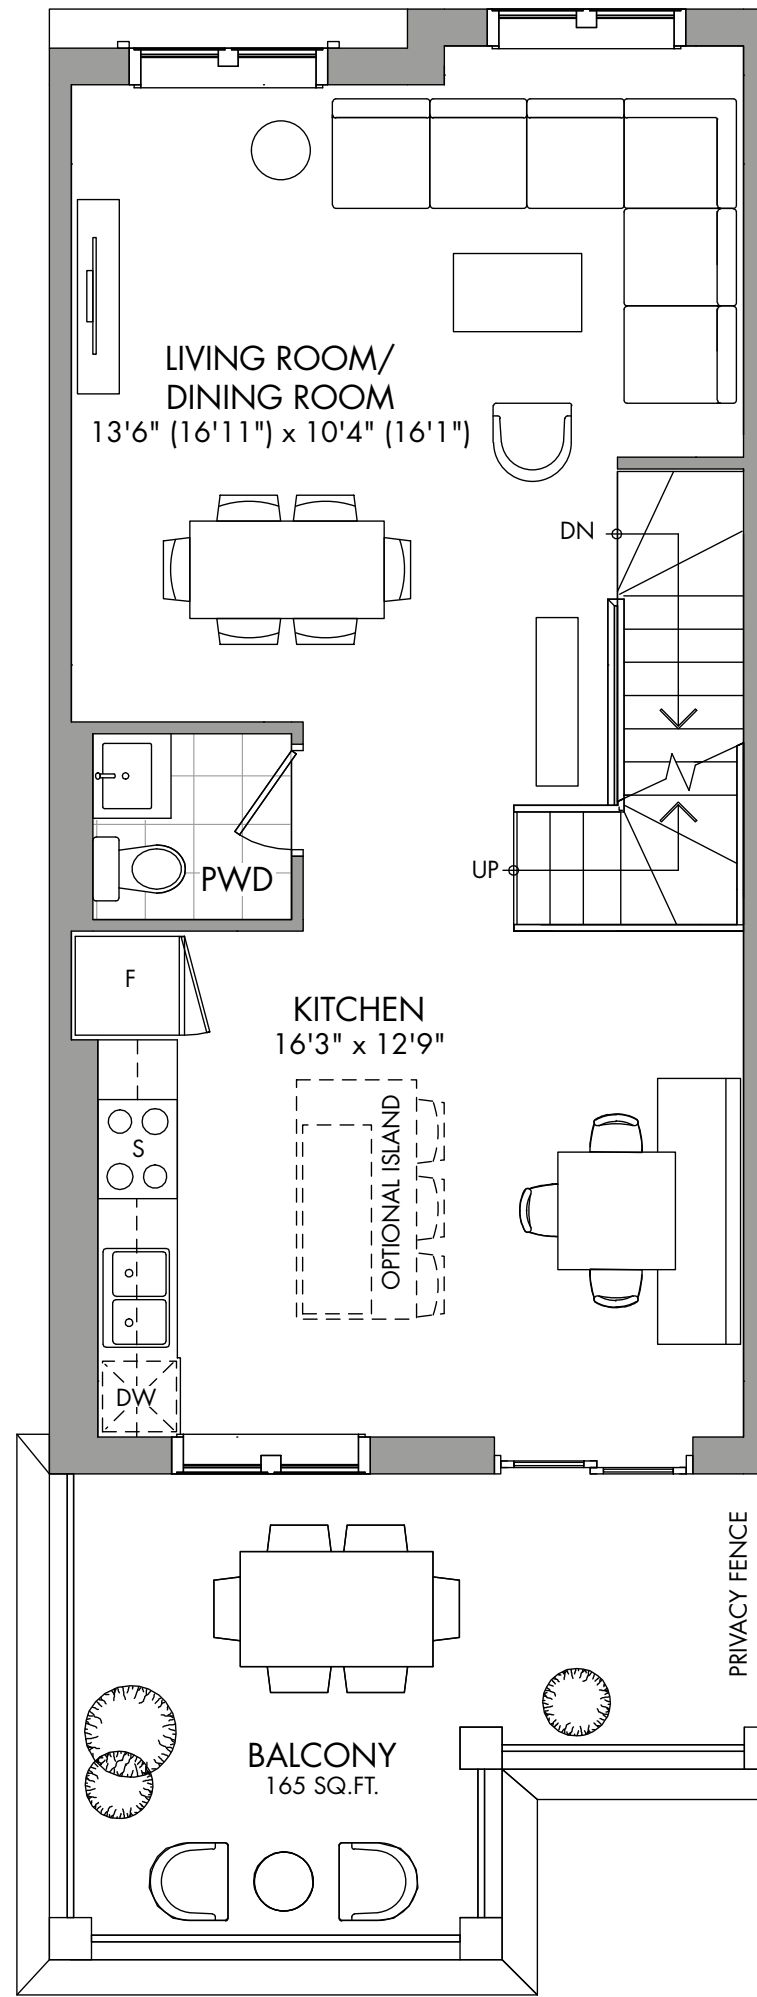 LIVING ROOM/
DINING ROOM
13'6" (16'11") x 10'4" (16'1")
DN
UP
PWD
F
KITCHEN
16'3" x 12'9"
OPTIONAL ISLAND
S
DW
PRIVACY FENCE
BALCONY
165 SQ.FT.